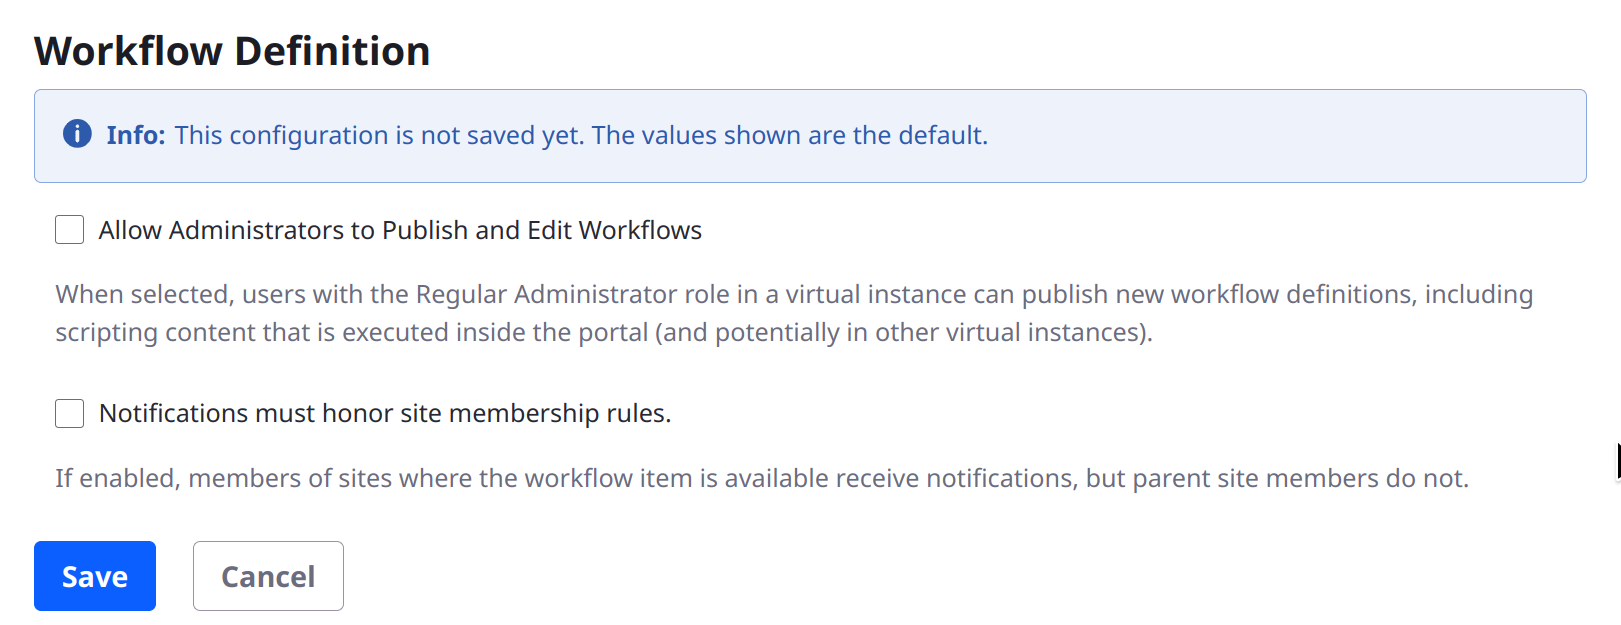 Workflow Definition
Info: This configuration is not saved yet. The values shown are the default.
Allow Administrators to Publish and Edit Workflows
When selected, users with the Regular Administrator role in a virtual instance can publish new workflow definitions, including
scripting content that is executed inside the portal (and potentially in other virtual instances).
Notifications must honor site membership rules.
If enabled, members of sites where the workflow item is available receive notifications, but parent site members do not.
Save
Cancel